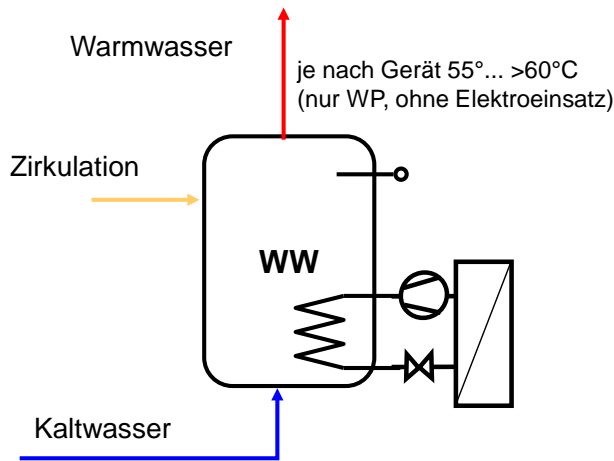 Warmwasser
je nach Gerät 55°... >60°C
(nur WP, ohne Elektroeinsatz)
Zirkulation
WW
Kaltwasser